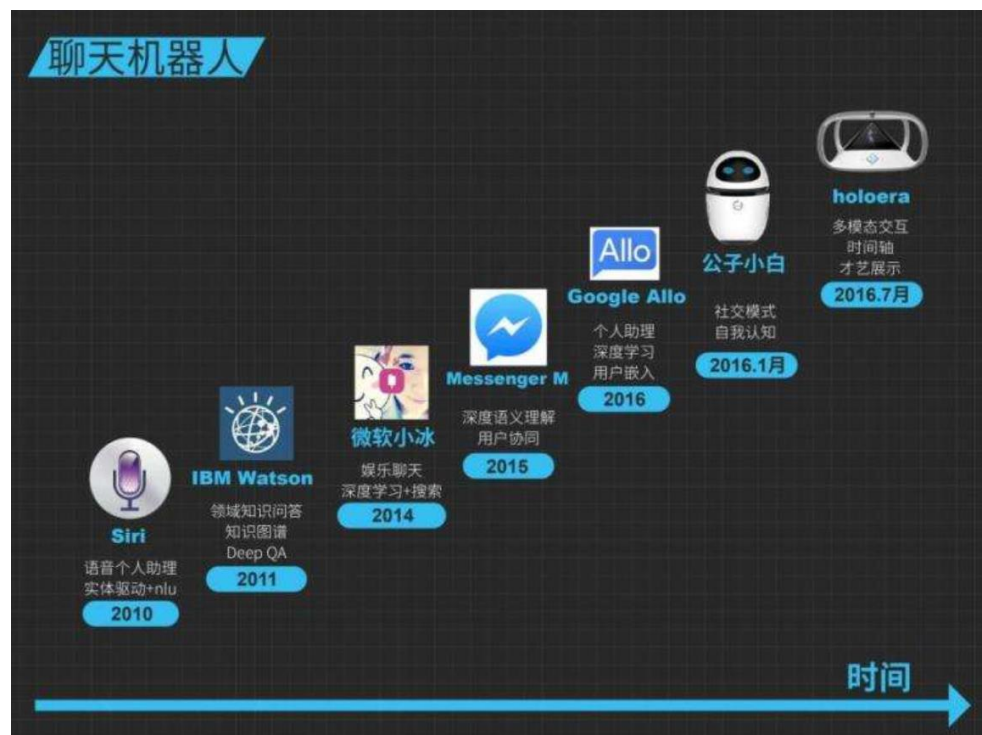 聊天机器人
Siri
语音个人助理
实体驱动+nlu
2010
IBM Watson
领域知识问答
知识图谱
Deep QA
2011
微软小冰
娱乐聊天
深度学习+搜索
2014
Messenger M
深度语义理解
用户协同
2015
Allo
Google Allo
个人助理
深度学习
用户嵌入
2016
公子小白
社交模式
自我认知
2016.1月
holoera
多模态交互
时间轴
才艺展示
2016.7月
时间